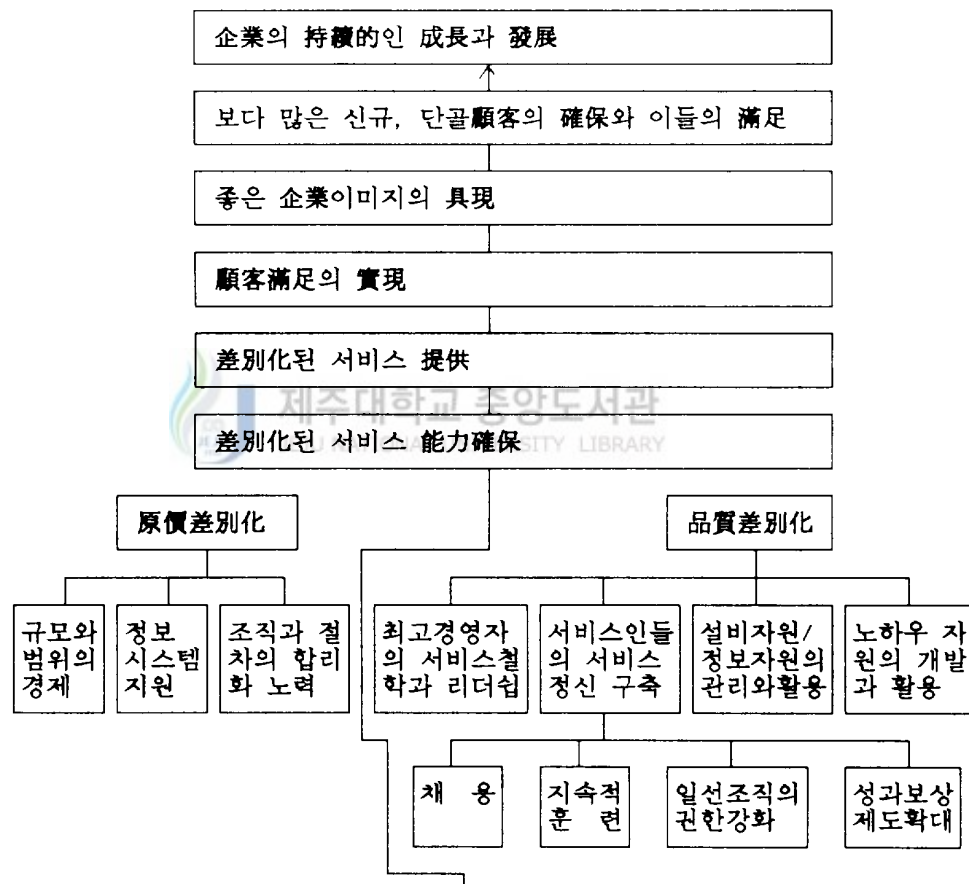 企業의 持續的인 成長과 發展
보다 많은 신규, 단골顧客의 確保와 이들의 滿足
좋은 企業이미지의 具現
顧客滿足의 實現
差別化된 서비스 提供
제주대학교 중앙도서관
JEJU NATIONAL UNIVERSITY LIBRARY
差別化된 서비스 能力確保
原價差別化
品質差別化
규모와
범위의
경제
정보
시스템
지원
조직과 절
차의 합리
화 노력
최고경영자
의 서비스철
학과 리더쉽
서비스인들
의 서비스
정신 구축
설비자원/
정보자원의
관리와활용
노하우 자
원의 개발
과 활용
채 용
지속적
훈 련
일선조직의
권한강화
성과보상
제도확대